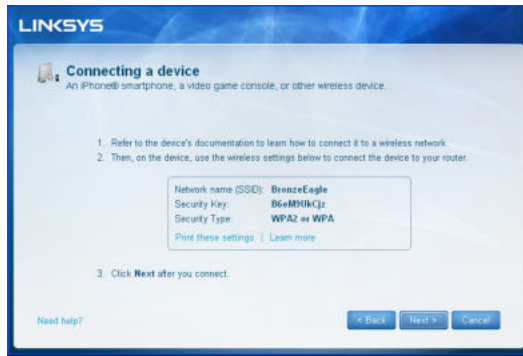 LINKSYS
Connecting a device
An iPhone® smartphone, a video game console, or other wireless device.
1. Refer to the device's documentation to learn how to connect it to a wireless network.
2. Then, on the device, use the wireless settings below to connect the device to your router.
Network name (SSID): BronzeEagle
Security Key: B6eM9UkCjz
Security Type: WPA2 or WPA
Print these settings | Learn more
3. Click Next after you connect.
Need help?
< Back Next > Cancel